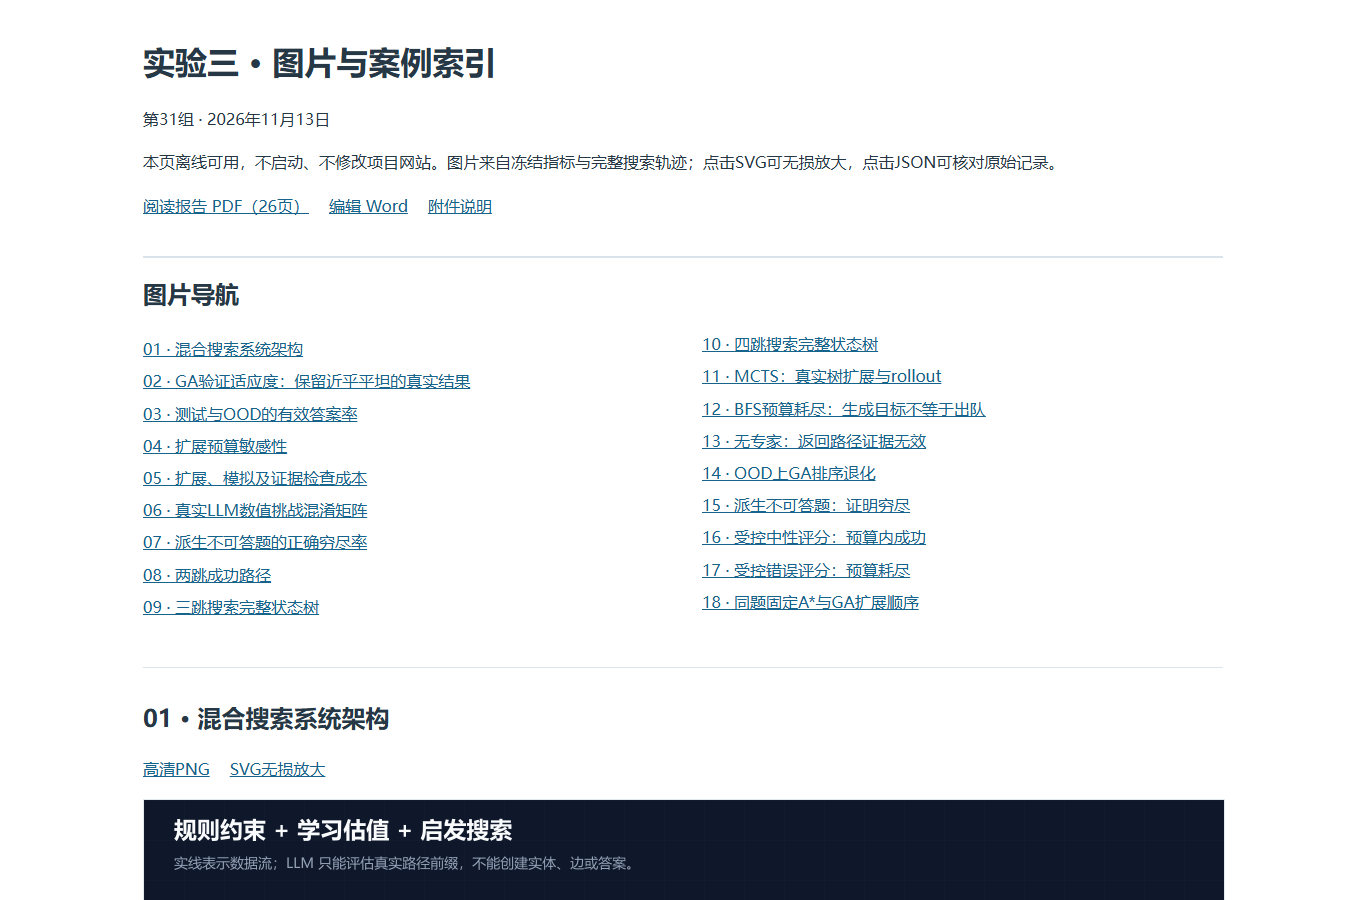 实验三 · 图片与案例索引
第31组 · 2026年11月13日
本页离线可用，不启动、不修改项目网站。图片来自冻结指标与完整搜索轨迹；点击SVG可无损放大，点击JSON可核对原始记录。
阅读报告 PDF（26页） 编辑 Word 附件说明
图片导航
01 · 混合搜索系统架构
02 · GA验证适应度：保留近乎平坦的真实结果
03 · 测试与OOD的有效答案率
04 · 扩展预算敏感性
05 · 扩展、模拟及证据检查成本
06 · 真实LLM数值挑战混淆矩阵
07 · 派生不可答题的正确穷尽率
08 · 两跳成功路径
09 · 三跳搜索完整状态树
10 · 四跳搜索完整状态树
11 · MCTS：真实树扩展与rollout
12 · BFS预算耗尽：生成目标不等于出队
13 · 无专家：返回路径证据无效
14 · OOD上GA排序退化
15 · 派生不可答题：证明穷尽
16 · 受控中性评分：预算内成功
17 · 受控错误评分：预算耗尽
18 · 同题固定A*与GA扩展顺序
01 · 混合搜索系统架构
高清PNG SVG无损放大
规则约束 + 学习估值 + 启发搜索
实线表示数据流；LLM 只能评估真实路径前缀，不能创建实体、边或答案。